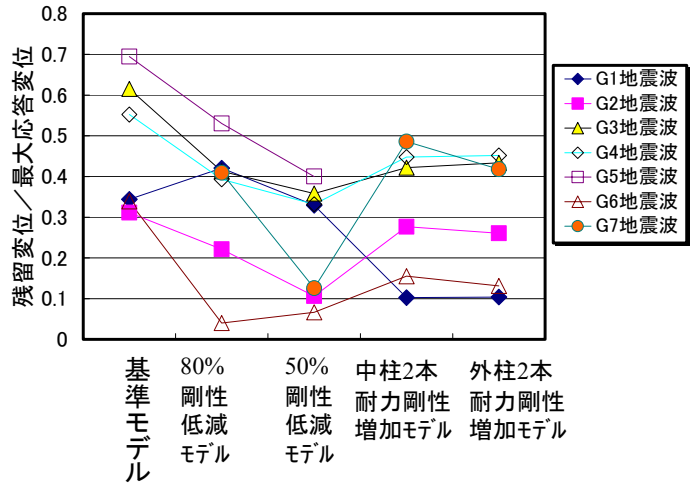 残留変位／最大応答変位
0.8
0.7
0.6
0.5
0.4
0.3
0.2
0.1
0
基準モデル
80%
剛性
低減
モデル
50%
剛性
低減
モデル
中柱2本
耐力剛性
増加モデル
外柱2本
耐力剛性
増加モデル
G1地震波
G2地震波
G3地震波
G4地震波
G5地震波
G6地震波
G7地震波